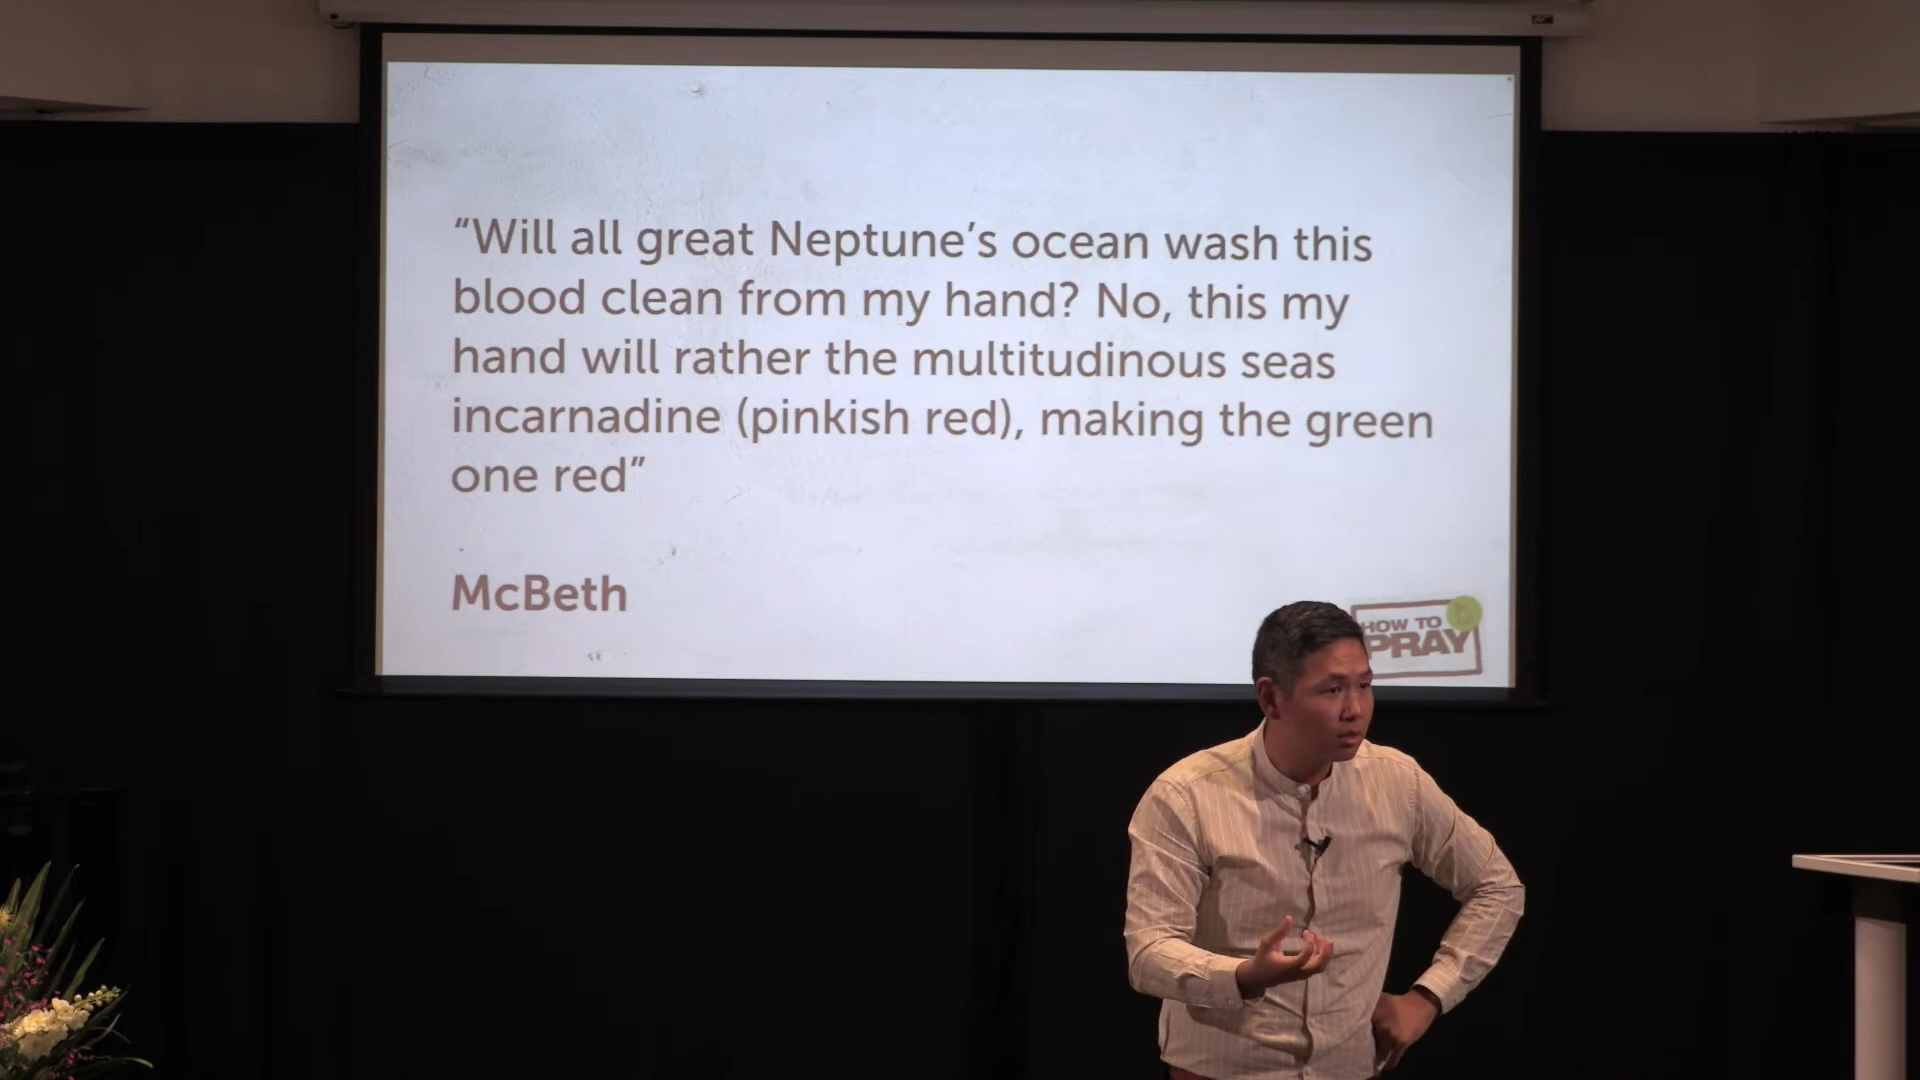 “Will all great Neptune’s ocean wash this
blood clean from my hand? No, this my
hand will rather the multitudinous seas
incarnadine (pinkish red), making the green
one red”
McBeth
HOW TO
PRAY